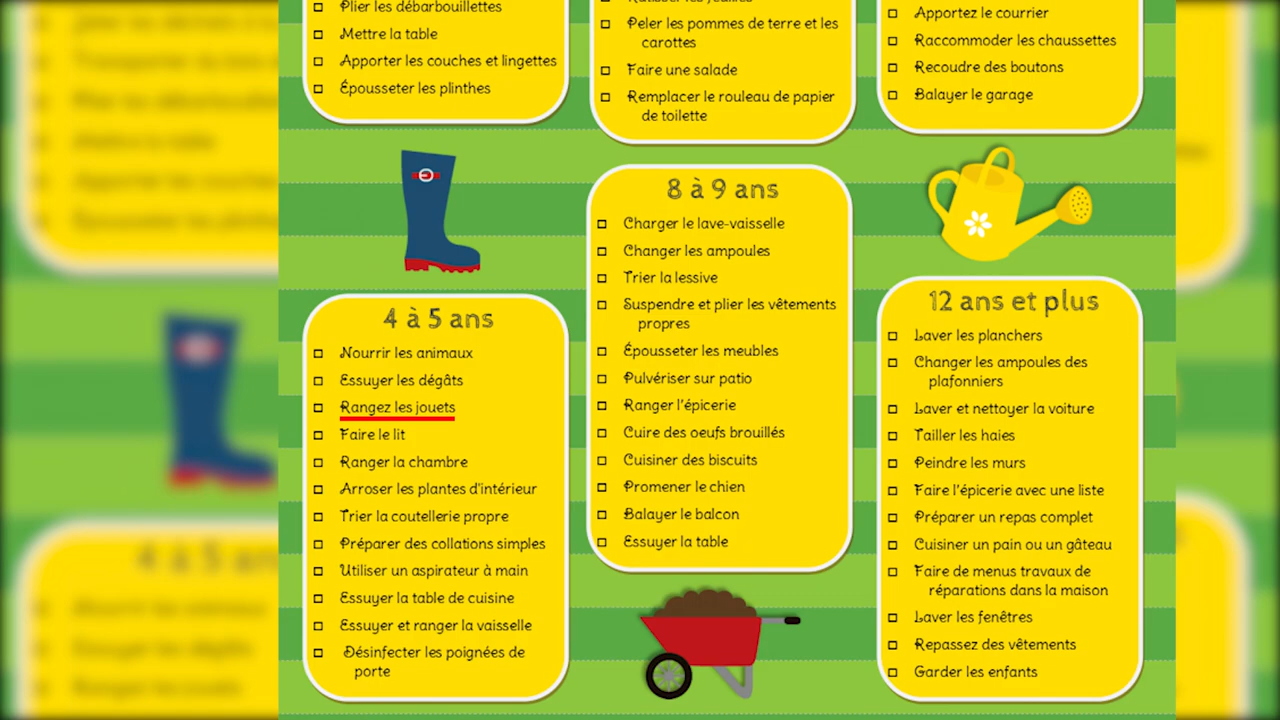 Plier les débarbouillettes
Mettre la table
Apporter les couches et lingettes
Épousseter les plinthes
4 à 5 ans
Nourrir les animaux
Essuyer les dégâts
Rangez les jouets
Faire le lit
Ranger la chambre
Arroser les plantes d'intérieur
Trier la coutellerie propre
Préparer des collations simples
Utiliser un aspirateur à main
Essuyer la table de cuisine
Essuyer et ranger la vaisselle
Désinfecter les poignées de
porte
Peler les pommes de terre et les
carottes
Faire une salade
Remplacer le rouleau de papier
de toilette
8 à 9 ans
Charger le lave-vaisselle
Changer les ampoules
Trier la lessive
Suspendre et plier les vêtements
propres
Épousseter les meubles
Pulvériser sur patio
Ranger l'épicerie
Cuire des oeufs brouillés
Cuisiner des biscuits
Promener le chien
Balayer le balcon
Essuyer la table
Apportez le courrier
Raccommoder les chaussettes
Recoudre des boutons
Balayer le garage
12 ans et plus
Laver les planchers
Changer les ampoules des
plafonniers
Laver et nettoyer la voiture
Tailler les haies
Peindre les murs
Faire l'épicerie avec une liste
Préparer un repas complet
Cuisiner un pain ou un gâteau
Faire de menus travaux de
réparations dans la maison
Laver les fenêtres
Repassez des vêtements
Garder les enfants